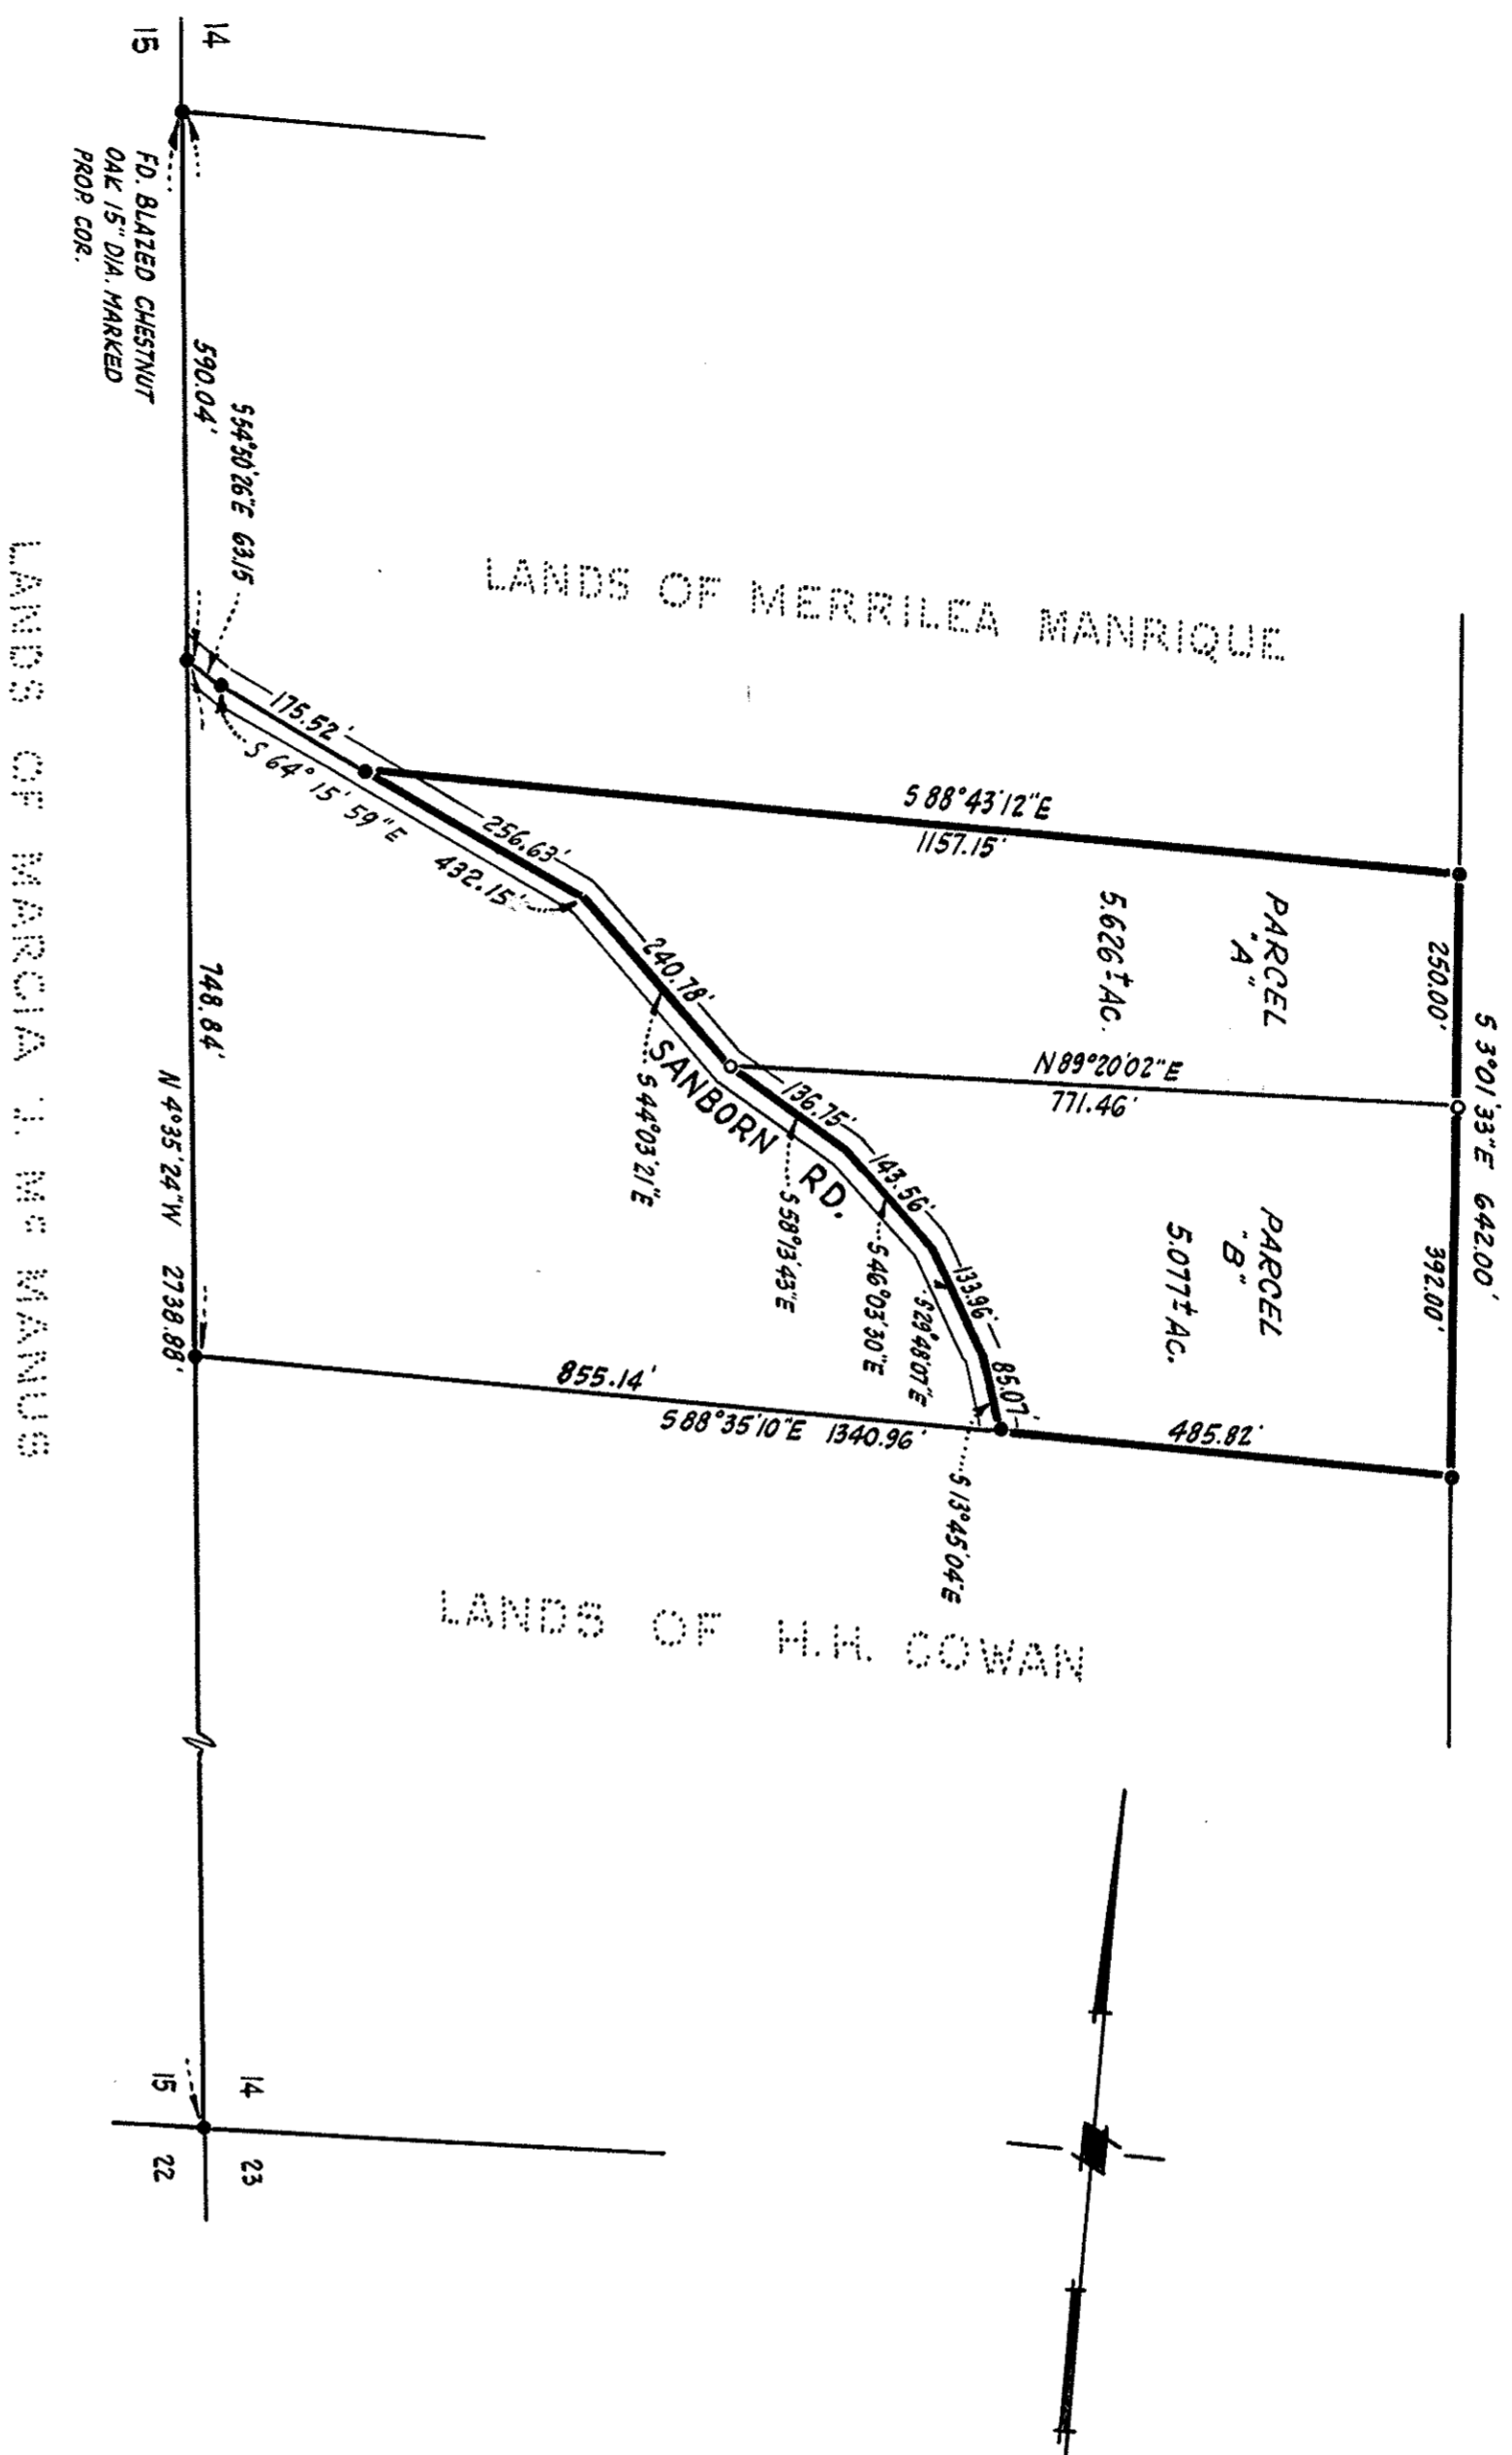 14
15
FD. BLAZED CHESTNUT
OAK 15" DIA. MARKED
PROP. COR.
590.04'
S54°50'26"E 63.15
175.52'
S 64° 15' 59"E 432.15'
256.63'
LANDS OF MERRILEA MANRIQUE
S 88°43'12"E
1157.15'
PARCEL
"A"
5.626± AC.
250.00'
S 3°01'33"E 642.00'
392.00'
240.78'
SANBORN RD.
S 44°03'21"E
N89°20'02"E
771.46'
136.75'
S 58°13'43"E
143.56'
S 46°03'30"E
133.96'
S29°48'07"E
85.07'
S 13°45'04"E
PARCEL
"B"
5.077± AC.
748.84'
N 4°35'24"W 2738.88'
855.14'
S88°35'10"E 1340.96'
485.82'
LANDS OF MARCIA J. Mc MANUS
LANDS OF H.H. COWAN
14
15
22
23